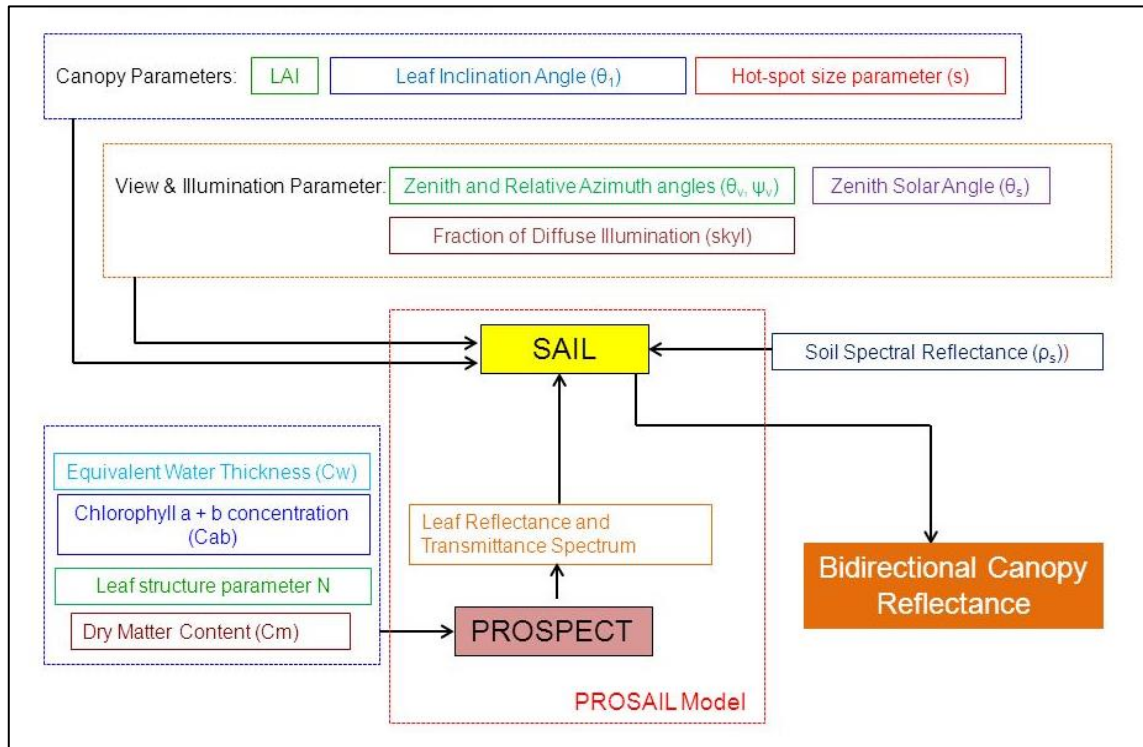 Canopy Parameters: LAI Leaf Inclination Angle (θ₁) Hot-spot size parameter (s)
View & Illumination Parameter: Zenith and Relative Azimuth angles (θᵥ, ψᵥ) Zenith Solar Angle (θₛ)
Fraction of Diffuse Illumination (skyl)
SAIL
Soil Spectral Reflectance (ρₛ))
Equivalent Water Thickness (Cw)
Chlorophyll a + b concentration
(Cab)
Leaf structure parameter N
Dry Matter Content (Cm)
Leaf Reflectance and
Transmittance Spectrum
PROSPECT
PROSAIL Model
Bidirectional Canopy
Reflectance